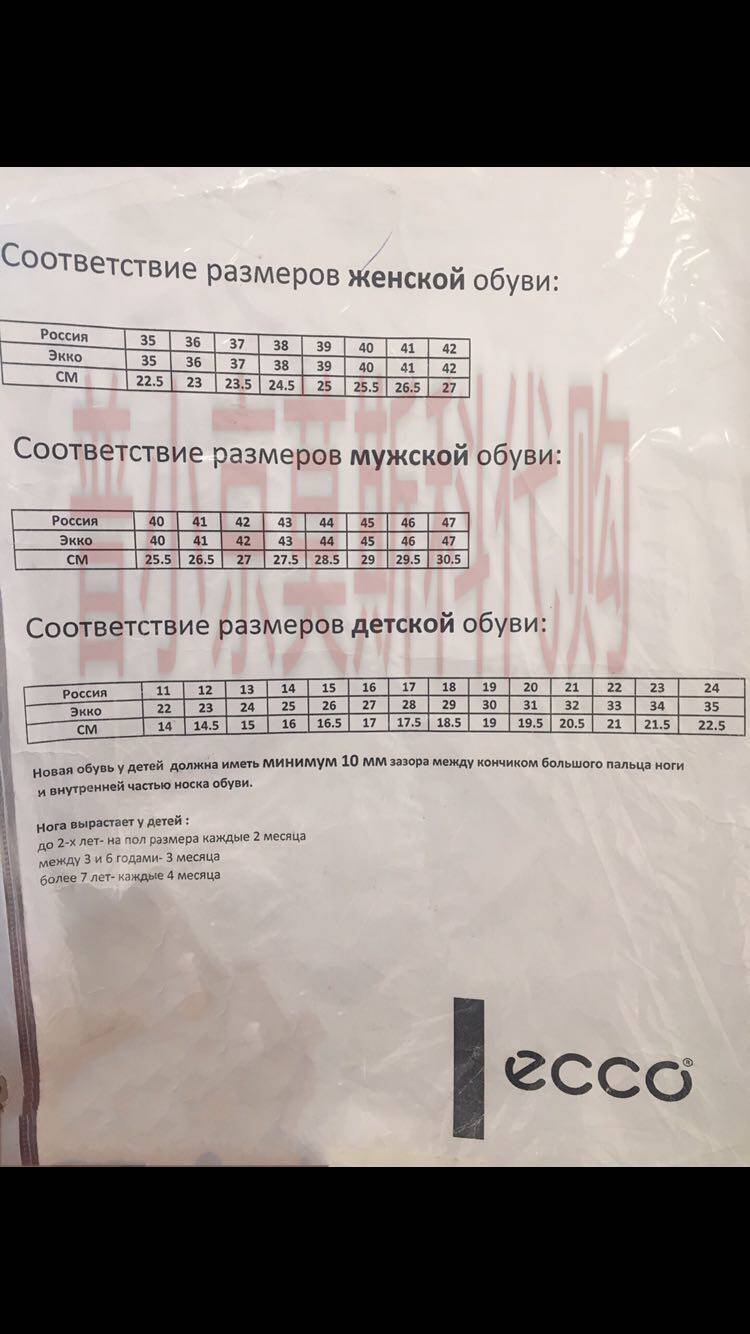 Соответствие размеров женской обуви:
Россия 35 36 37 38 39 40 41 42
Экко 35 36 37 38 39 40 41 42
СМ 22.5 23 23.5 24.5 25 25.5 26.5 27
Соответствие размеров мужской обуви:
Россия 40 41 42 43 44 45 46 47
Экко 40 41 42 43 44 45 46 47
СМ 25.5 26.5 27 27.5 28.5 29 29.5 30.5
普小京莫斯科代购
Соответствие размеров детской обуви:
Россия 11 12 13 14 15 16 17 18 19 20 21 22 23 24
Экко 22 23 24 25 26 27 28 29 30 31 32 33 34 35
СМ 14 14.5 15 16 16.5 17 17.5 18.5 19 19.5 20.5 21 21.5 22.5
Новая обувь у детей должна иметь минимум 10 мм зазора между кончиком большого пальца ноги
и внутренней частью носка обуви.
Нога вырастает у детей :
до 2-х лет- на пол размера каждые 2 месяца
между 3 и 6 годами- 3 месяца
более 7 лет- каждые 4 месяца
ecco®